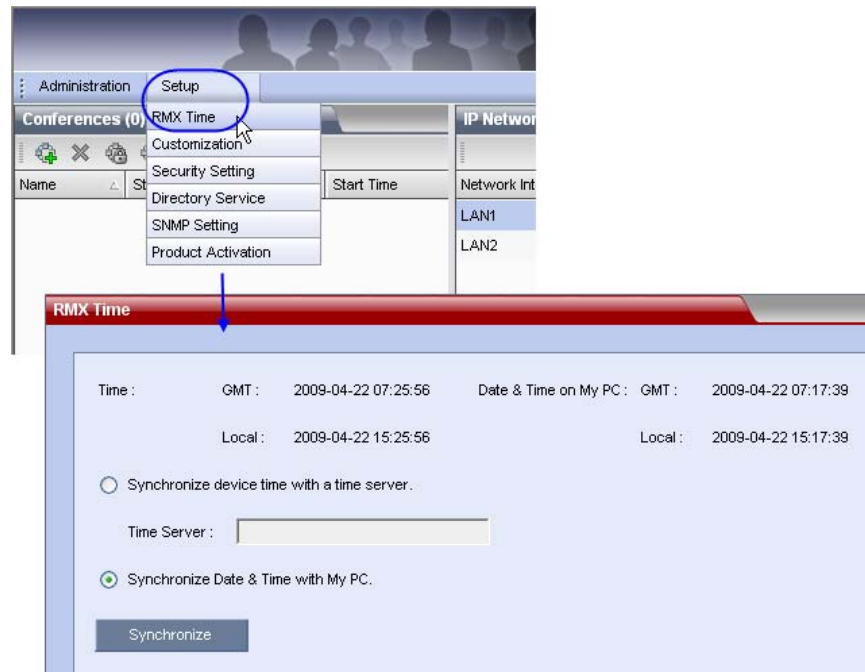 Administration Setup
Conferences (0) RMX Time IP Networ
Customization
Security Setting
Name St Start Time Network Int
Directory Service
LAN1
SNMP Setting
LAN2
Product Activation
RMX Time
Time : GMT : 2009-04-22 07:25:56 Date & Time on My PC : GMT : 2009-04-22 07:17:39
Local : 2009-04-22 15:25:56 Local : 2009-04-22 15:17:39
Synchronize device time with a time server.
Time Server :
Synchronize Date & Time with My PC.
Synchronize